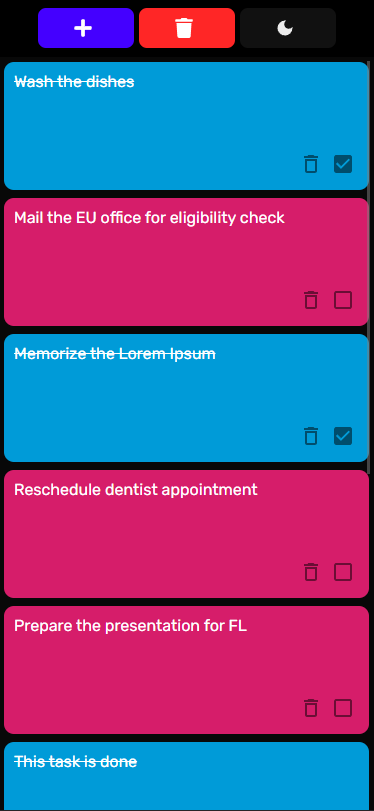 Wash the dishes
Mail the EU office for eligibility check
Memorize the Lorem Ipsum
Reschedule dentist appointment
Prepare the presentation for FL
This task is done